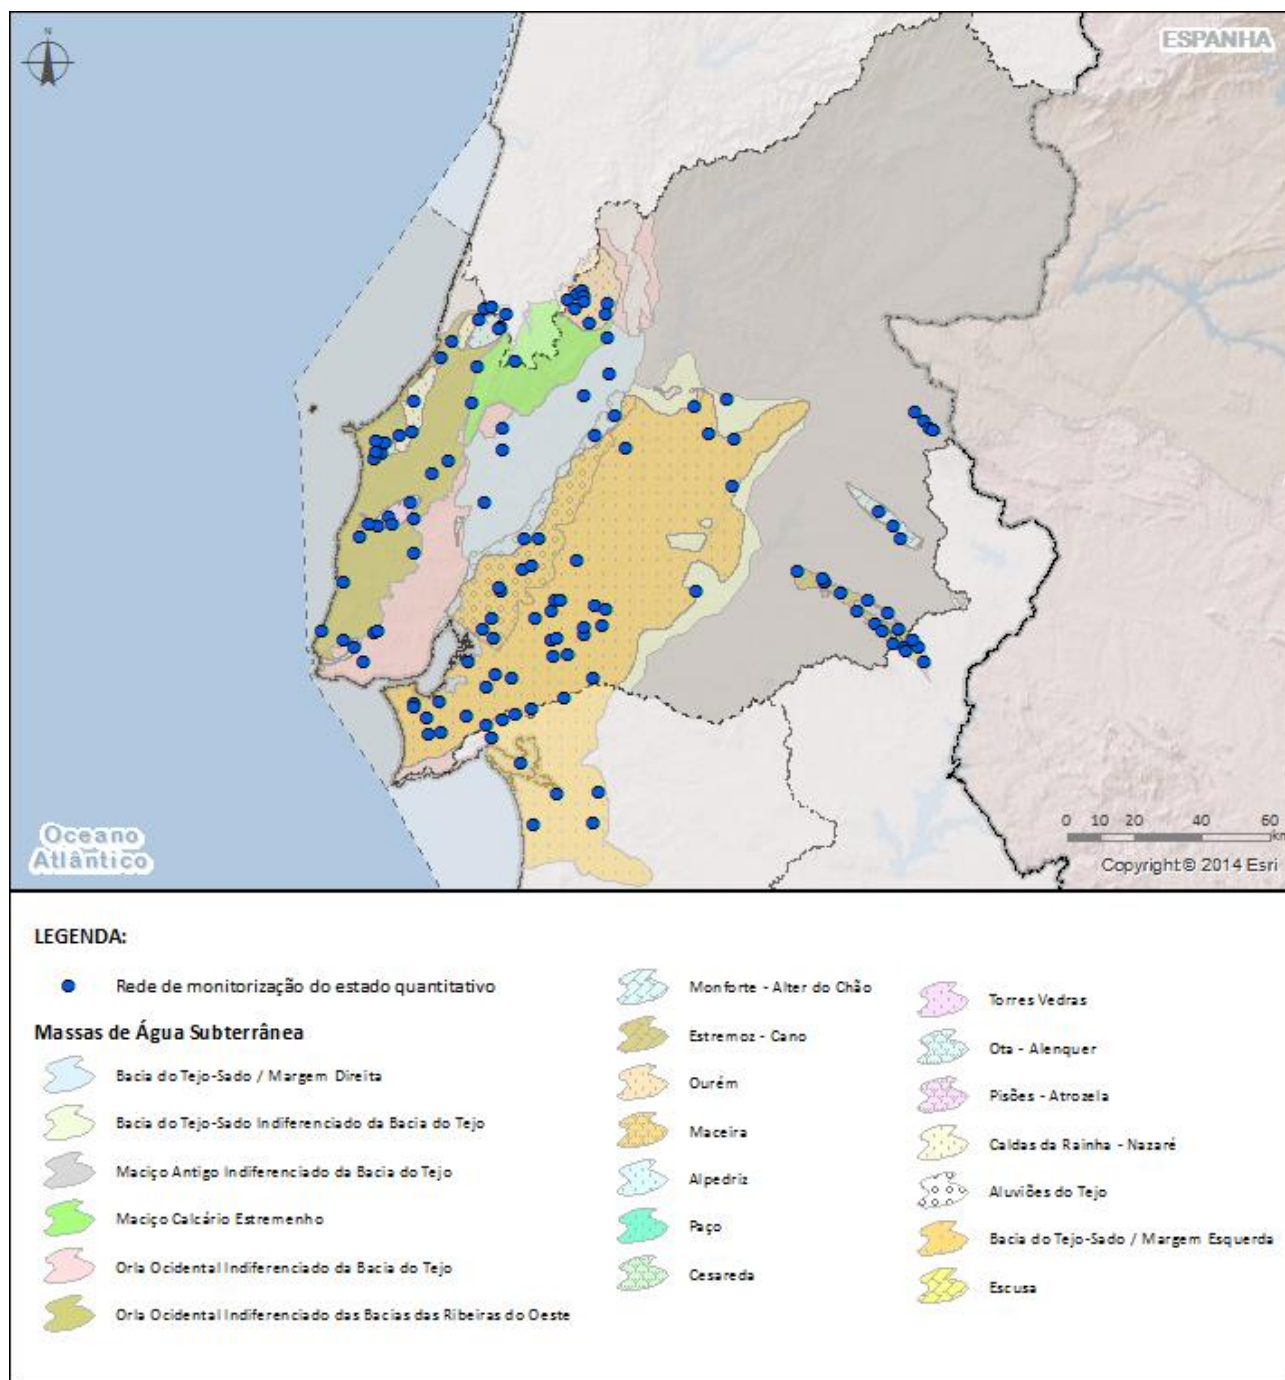 N
ESPANHA
Oceano
Atlântico
0 10 20 40 60
km
Copyright© 2014 Esri
LEGENDA:
Rede de monitorização do estado quantitativo
Massas de Água Subterrânea
Bacia do Tejo-Sado / Margem Direita
Bacia do Tejo-Sado Indiferenciado da Bacia do Tejo
Maciço Antigo Indiferenciado da Bacia do Tejo
Maciço Calcário Estremenho
Orla Ocidental Indiferenciado da Bacia do Tejo
Orla Ocidental Indiferenciado das Bacias das Ribeiras do Oeste
Monforte - Alter do Chão
Estremoz - Cano
Ourém
Maceira
Alpedriz
Paço
Cesareda
Torres Vedras
Ota - Alenquer
Pisões - Atrozela
Caldas da Rainha - Nazaré
Aluviões do Tejo
Bacia do Tejo-Sado / Margem Esquerda
Escusa